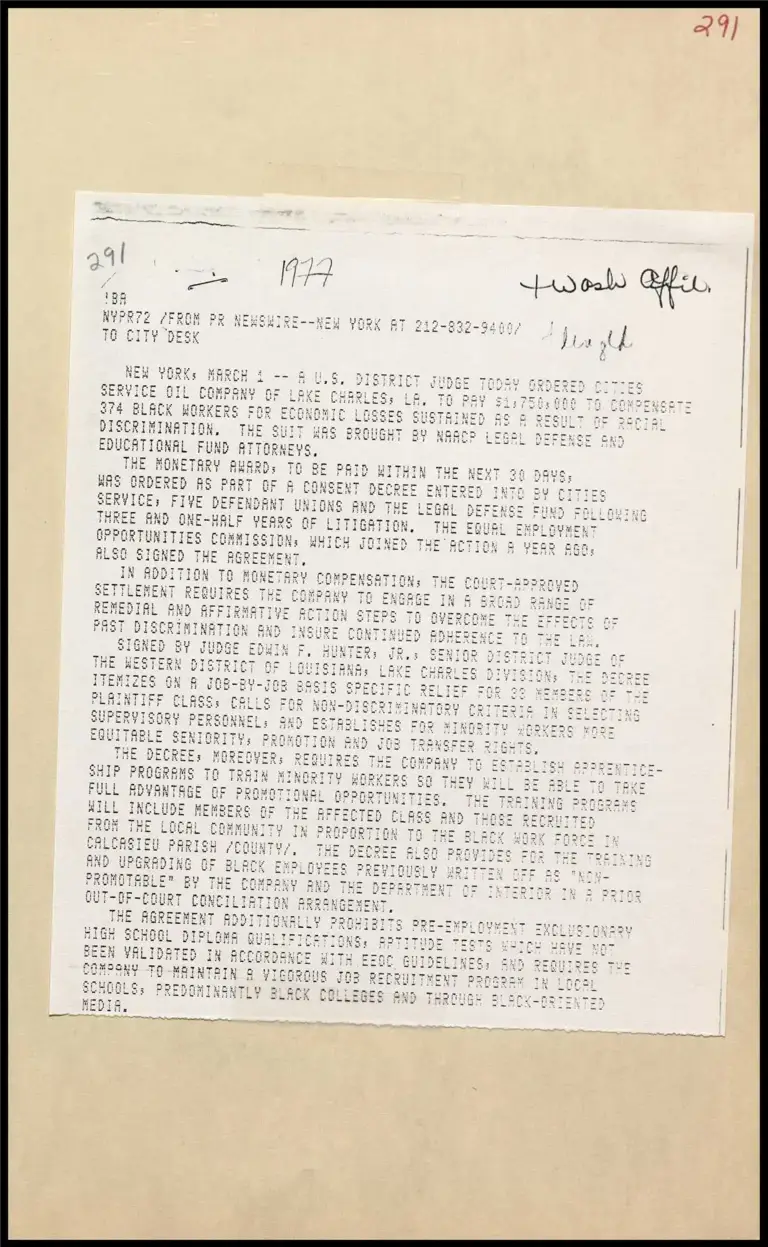 291
291
1977
+ Wash Offic.
!BA
NYPR72 /FROM PR NEWSWIRE--NEW YORK AT 212-832-9400/
TO CITY DESK
NEW YORK, MARCH 1 -- A U.S. DISTRICT JUDGE TODAY ORDERED CITIES
SERVICE OIL COMPANY OF LAKE CHARLES, LA. TO PAY $1,750,000 TO COMPENSATE
374 BLACK WORKERS FOR ECONOMIC LOSSES SUSTAINED AS A RESULT OF RACIAL
DISCRIMINATION. THE SUIT WAS BROUGHT BY NAACP LEGAL DEFENSE AND
EDUCATIONAL FUND ATTORNEYS.
THE MONETARY AWARD, TO BE PAID WITHIN THE NEXT 30 DAYS,
WAS ORDERED AS PART OF A CONSENT DECREE ENTERED INTO BY CITIES
SERVICE, FIVE DEFENDANT UNIONS AND THE LEGAL DEFENSE FUND FOLLOWING
THREE AND ONE-HALF YEARS OF LITIGATION. THE EQUAL EMPLOYMENT
OPPORTUNITIES COMMISSION, WHICH JOINED THE ACTION A YEAR AGO,
ALSO SIGNED THE AGREEMENT.
IN ADDITION TO MONETARY COMPENSATION, THE COURT-APPROVED
SETTLEMENT REQUIRES THE COMPANY TO ENGAGE IN A BROAD RANGE OF
REMEDIAL AND AFFIRMATIVE ACTION STEPS TO OVERCOME THE EFFECTS OF
PAST DISCRIMINATION AND INSURE CONTINUED ADHERENCE TO THE LAW.
SIGNED BY JUDGE EDWIN F. HUNTER, JR., SENIOR DISTRICT JUDGE OF
THE WESTERN DISTRICT OF LOUISIANA, LAKE CHARLES DIVISION, THE DECREE
ITEMIZES ON A JOB-BY-JOB BASIS SPECIFIC RELIEF FOR 33 MEMBERS OF THE
PLAINTIFF CLASS, CALLS FOR NON-DISCRIMINATORY CRITERIA IN SELECTING
SUPERVISORY PERSONNEL, AND ESTABLISHES FOR MINORITY WORKERS MORE
EQUITABLE SENIORITY, PROMOTION AND JOB TRANSFER RIGHTS.
THE DECREE, MOREOVER, REQUIRES THE COMPANY TO ESTABLISH APPRENTICE-
SHIP PROGRAMS TO TRAIN MINORITY WORKERS SO THEY WILL BE ABLE TO TAKE
FULL ADVANTAGE OF PROMOTIONAL OPPORTUNITIES. THE TRAINING PROGRAMS
WILL INCLUDE MEMBERS OF THE AFFECTED CLASS AND THOSE RECRUITED
FROM THE LOCAL COMMUNITY IN PROPORTION TO THE BLACK WORK FORCE IN
CALCASIEU PARISH /COUNTY/. THE DECREE ALSO PROVIDES FOR THE TRAINING
AND UPGRADING OF BLACK EMPLOYEES PREVIOUSLY WRITTEN OFF AS "NON-
PROMOTABLE" BY THE COMPANY AND THE DEPARTMENT OF INTERIOR IN A PRIOR
OUT-OF-COURT CONCILIATION ARRANGEMENT.
THE AGREEMENT ADDITIONALLY PROHIBITS PRE-EMPLOYMENT EXCLUSIONARY
HIGH SCHOOL DIPLOMA QUALIFICATIONS, APTITUDE TESTS WHICH HAVE NOT
BEEN VALIDATED IN ACCORDANCE WITH EEOC GUIDELINES, AND REQUIRES THE
COMPANY TO MAINTAIN A VIGOROUS JOB RECRUITMENT PROGRAM IN LOCAL
SCHOOLS, PREDOMINANTLY BLACK COLLEGES AND THROUGH BLACK-ORIENTED
MEDIA.